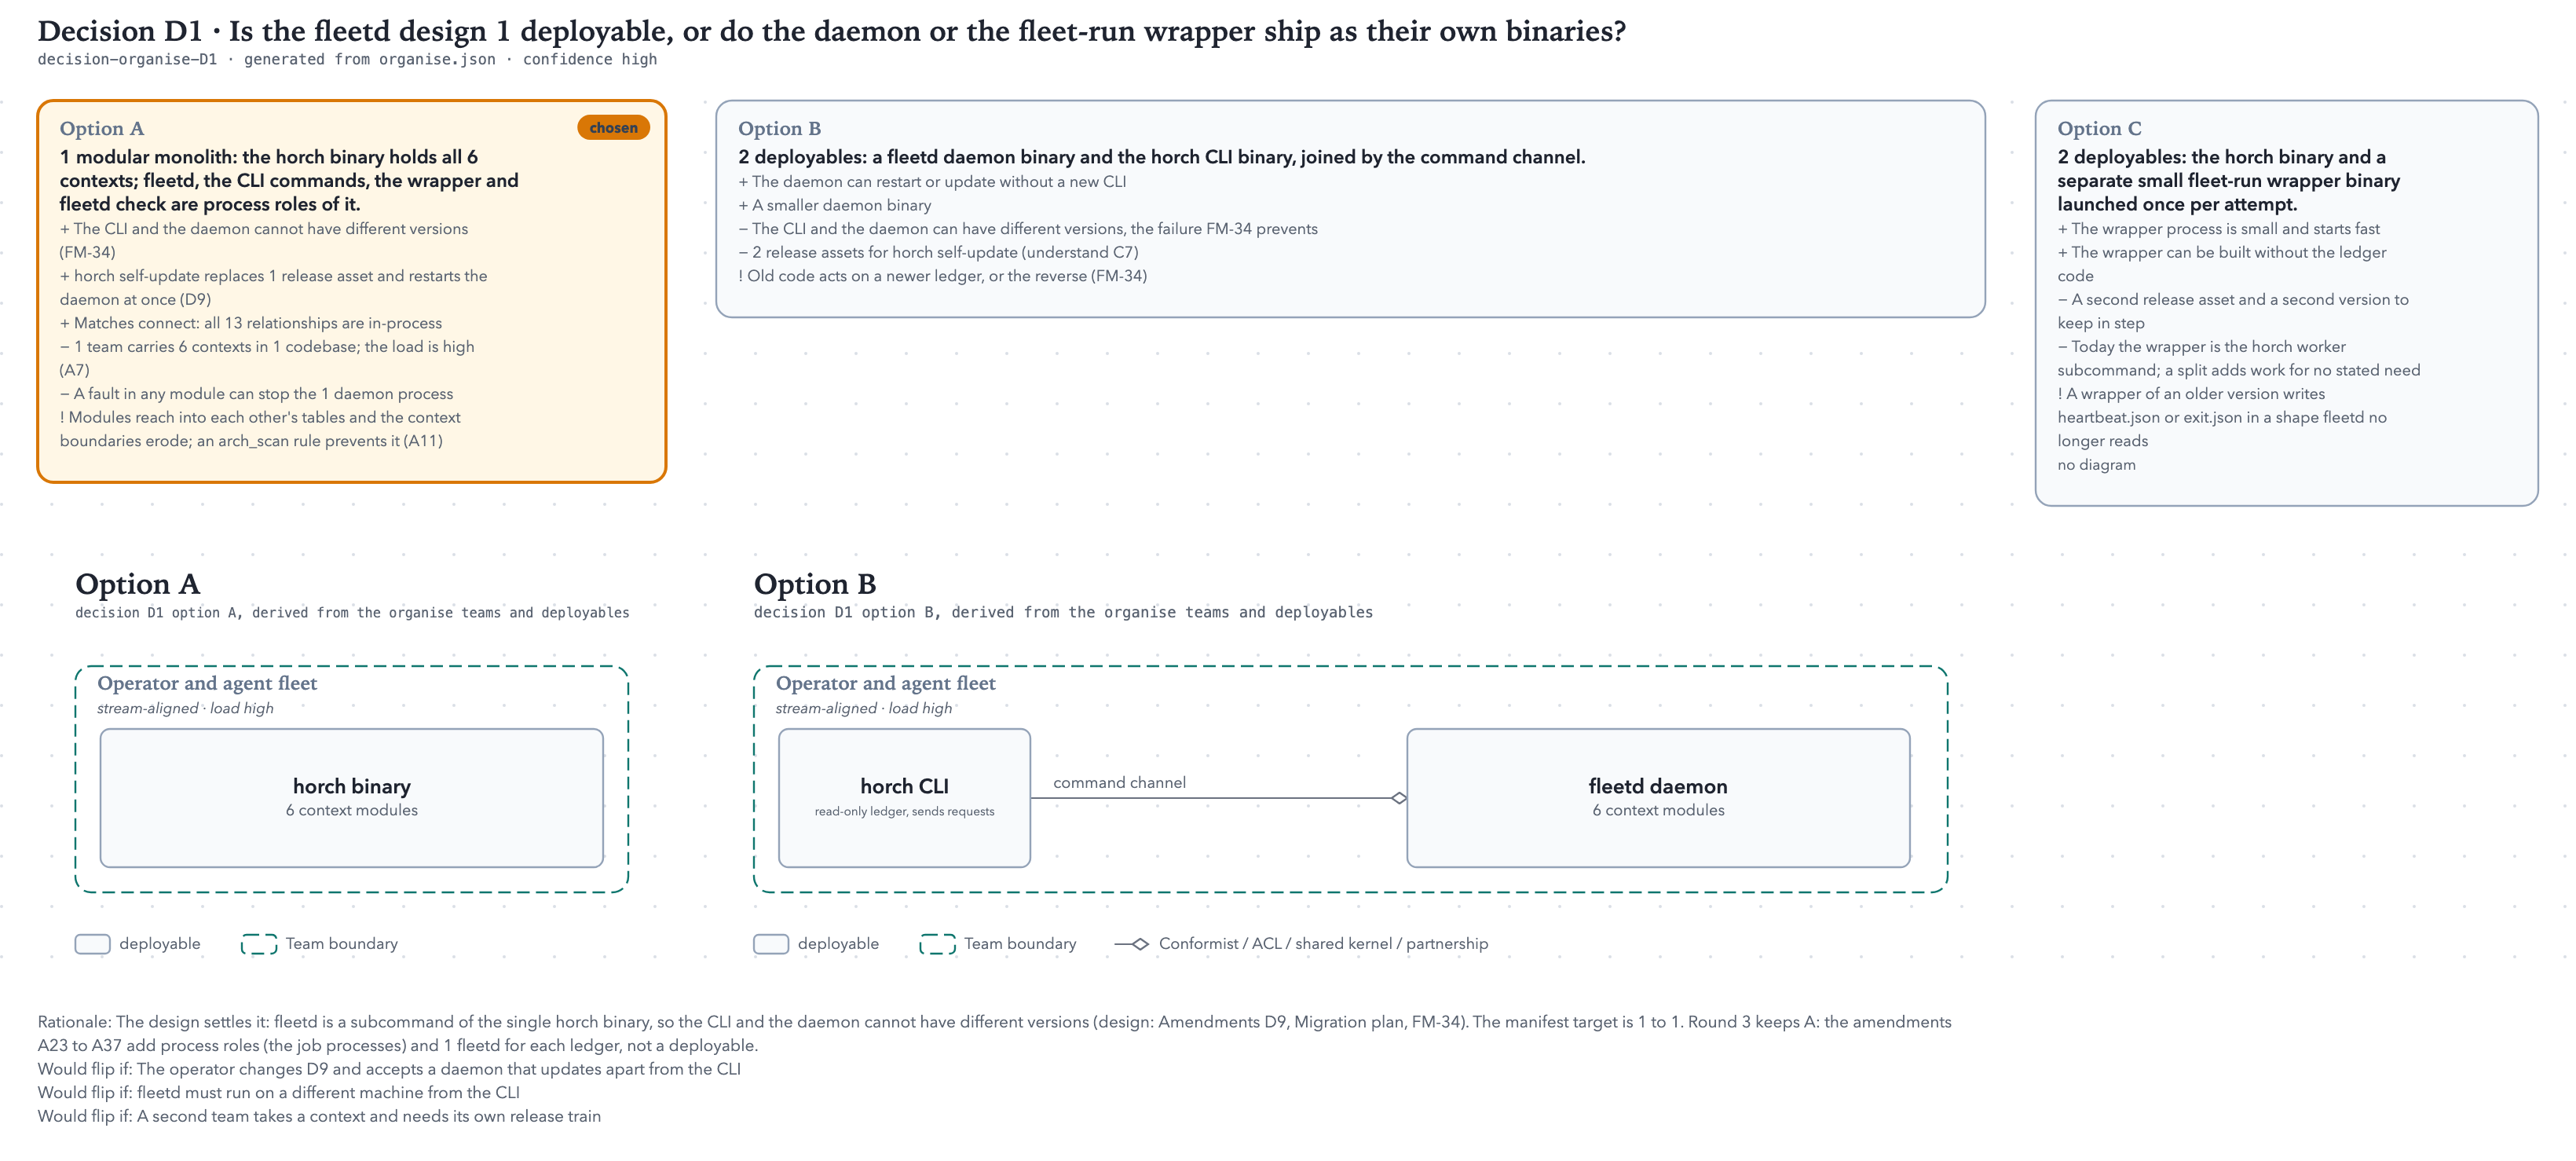 Decision D1 · Is the fleetd design 1 deployable, or do the daemon or the fleet-run wrapper ship as their own binaries?
decision-organise-D1 · generated from organise.json · confidence high
Option A
chosen
1 modular monolith: the horch binary holds all 6
contexts; fleetd, the CLI commands, the wrapper and
fleetd check are process roles of it.
+ The CLI and the daemon cannot have different versions
(FM-34)
+ horch self-update replaces 1 release asset and restarts the
daemon at once (D9)
+ Matches connect: all 13 relationships are in-process
− 1 team carries 6 contexts in 1 codebase; the load is high
(A7)
− A fault in any module can stop the 1 daemon process
! Modules reach into each other's tables and the context
boundaries erode; an arch_scan rule prevents it (A11)
Option B
2 deployables: a fleetd daemon binary and the horch CLI binary, joined by the command channel.
+ The daemon can restart or update without a new CLI
+ A smaller daemon binary
− The CLI and the daemon can have different versions, the failure FM-34 prevents
− 2 release assets for horch self-update (understand C7)
! Old code acts on a newer ledger, or the reverse (FM-34)
Option C
2 deployables: the horch binary and a
separate small fleet-run wrapper binary
launched once per attempt.
+ The wrapper process is small and starts fast
+ The wrapper can be built without the ledger
code
− A second release asset and a second version to
keep in step
− Today the wrapper is the horch worker
subcommand; a split adds work for no stated need
! A wrapper of an older version writes
heartbeat.json or exit.json in a shape fleetd no
longer reads
no diagram
Option A
decision D1 option A, derived from the organise teams and deployables
Operator and agent fleet
stream-aligned · load high
horch binary
6 context modules
deployable
Team boundary
Option B
decision D1 option B, derived from the organise teams and deployables
Operator and agent fleet
stream-aligned · load high
horch CLI
read-only ledger, sends requests
command channel
fleetd daemon
6 context modules
deployable
Team boundary
Conformist / ACL / shared kernel / partnership
Rationale: The design settles it: fleetd is a subcommand of the single horch binary, so the CLI and the daemon cannot have different versions (design: Amendments D9, Migration plan, FM-34). The manifest target is 1 to 1. Round 3 keeps A: the amendments
A23 to A37 add process roles (the job processes) and 1 fleetd for each ledger, not a deployable.
Would flip if: The operator changes D9 and accepts a daemon that updates apart from the CLI
Would flip if: fleetd must run on a different machine from the CLI
Would flip if: A second team takes a context and needs its own release train